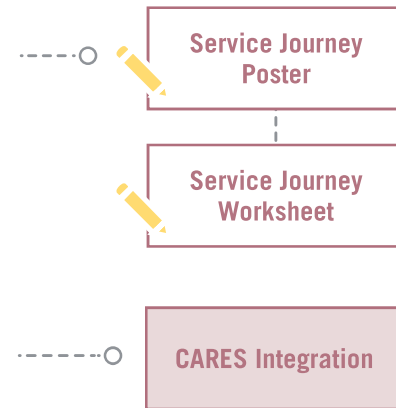 Service Journey
Poster
Service Journey
Worksheet
CARES Integration